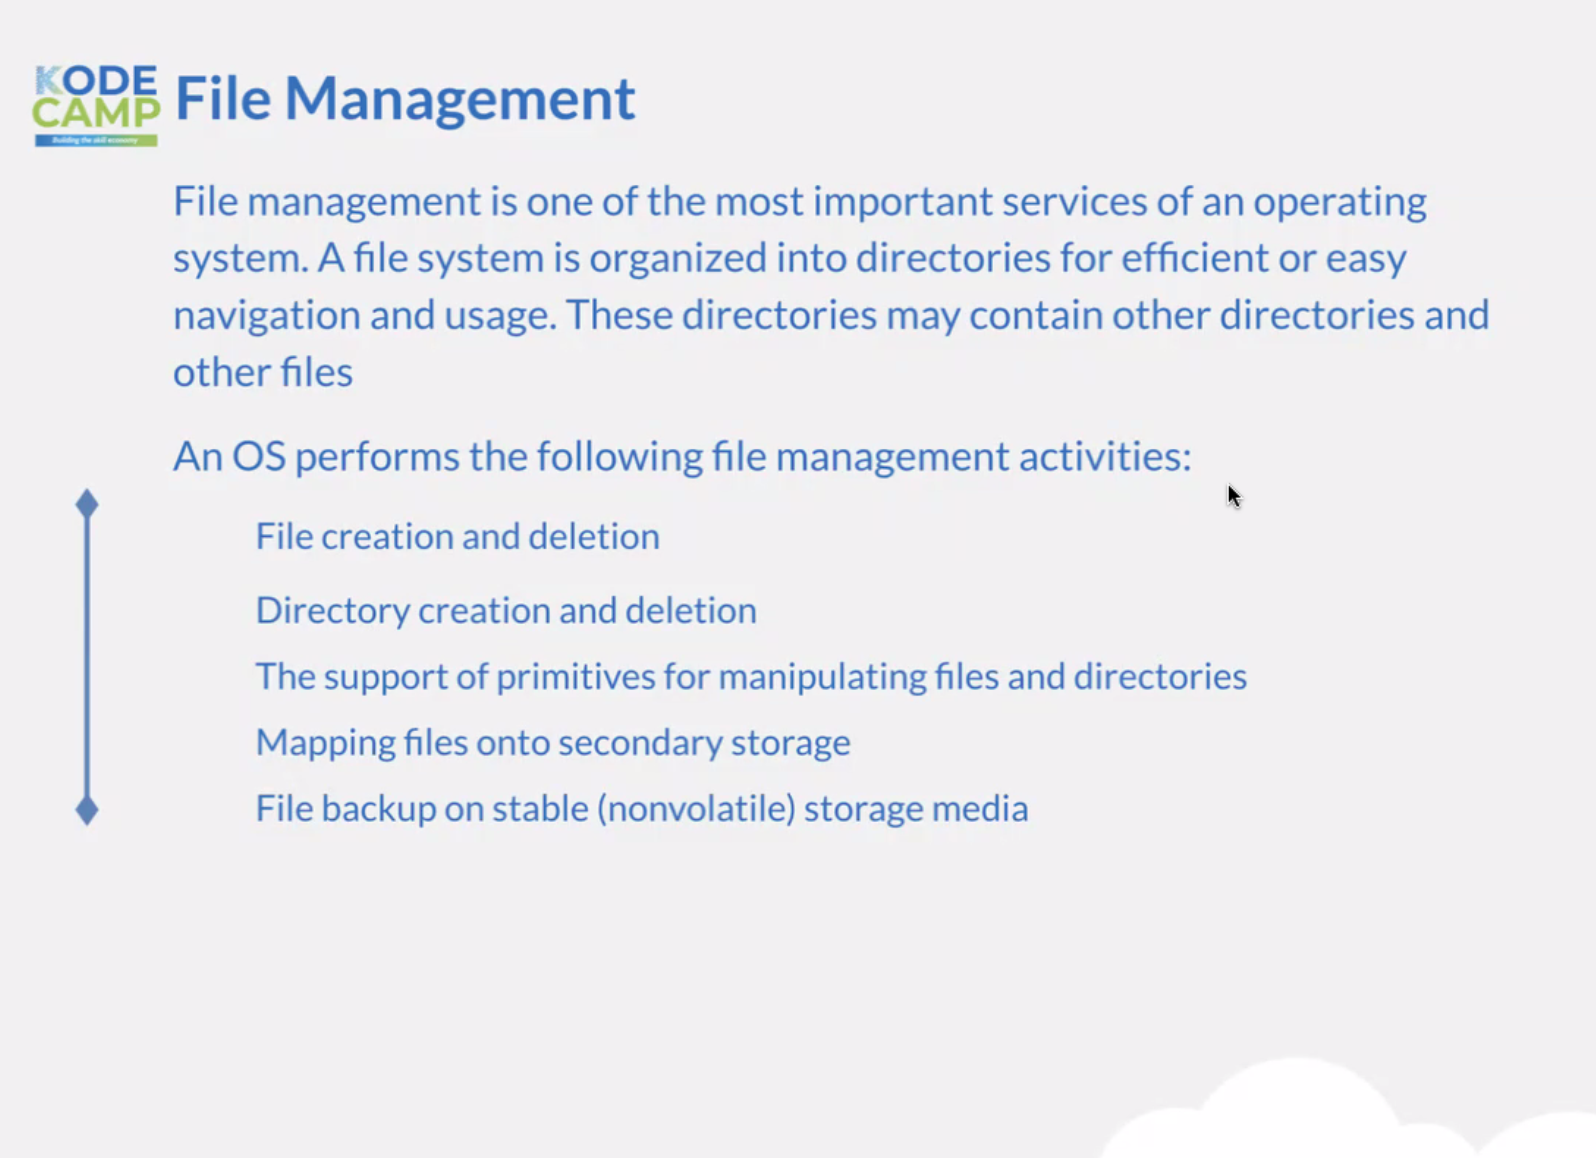 KODE
CAMP
Building the skill economy
File Management
File management is one of the most important services of an operating
system. A file system is organized into directories for efficient or easy
navigation and usage. These directories may contain other directories and
other files
An OS performs the following file management activities:
File creation and deletion
Directory creation and deletion
The support of primitives for manipulating files and directories
Mapping files onto secondary storage
File backup on stable (nonvolatile) storage media